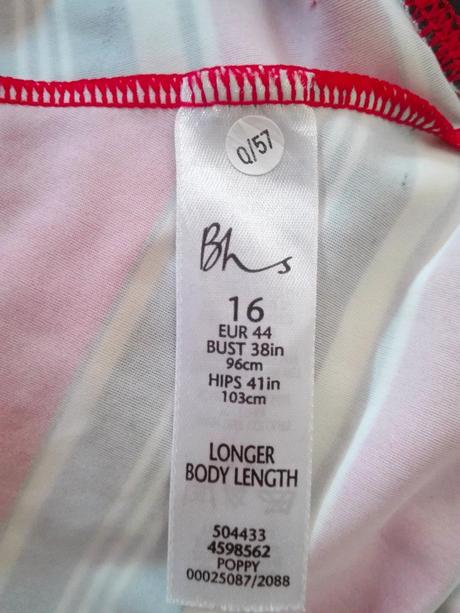 Q/57
Bhs
16
EUR 44
BUST 38in
96cm
HIPS 41in
103cm
LONGER
BODY LENGTH
504433
4598562
POPPY
00025087/2088